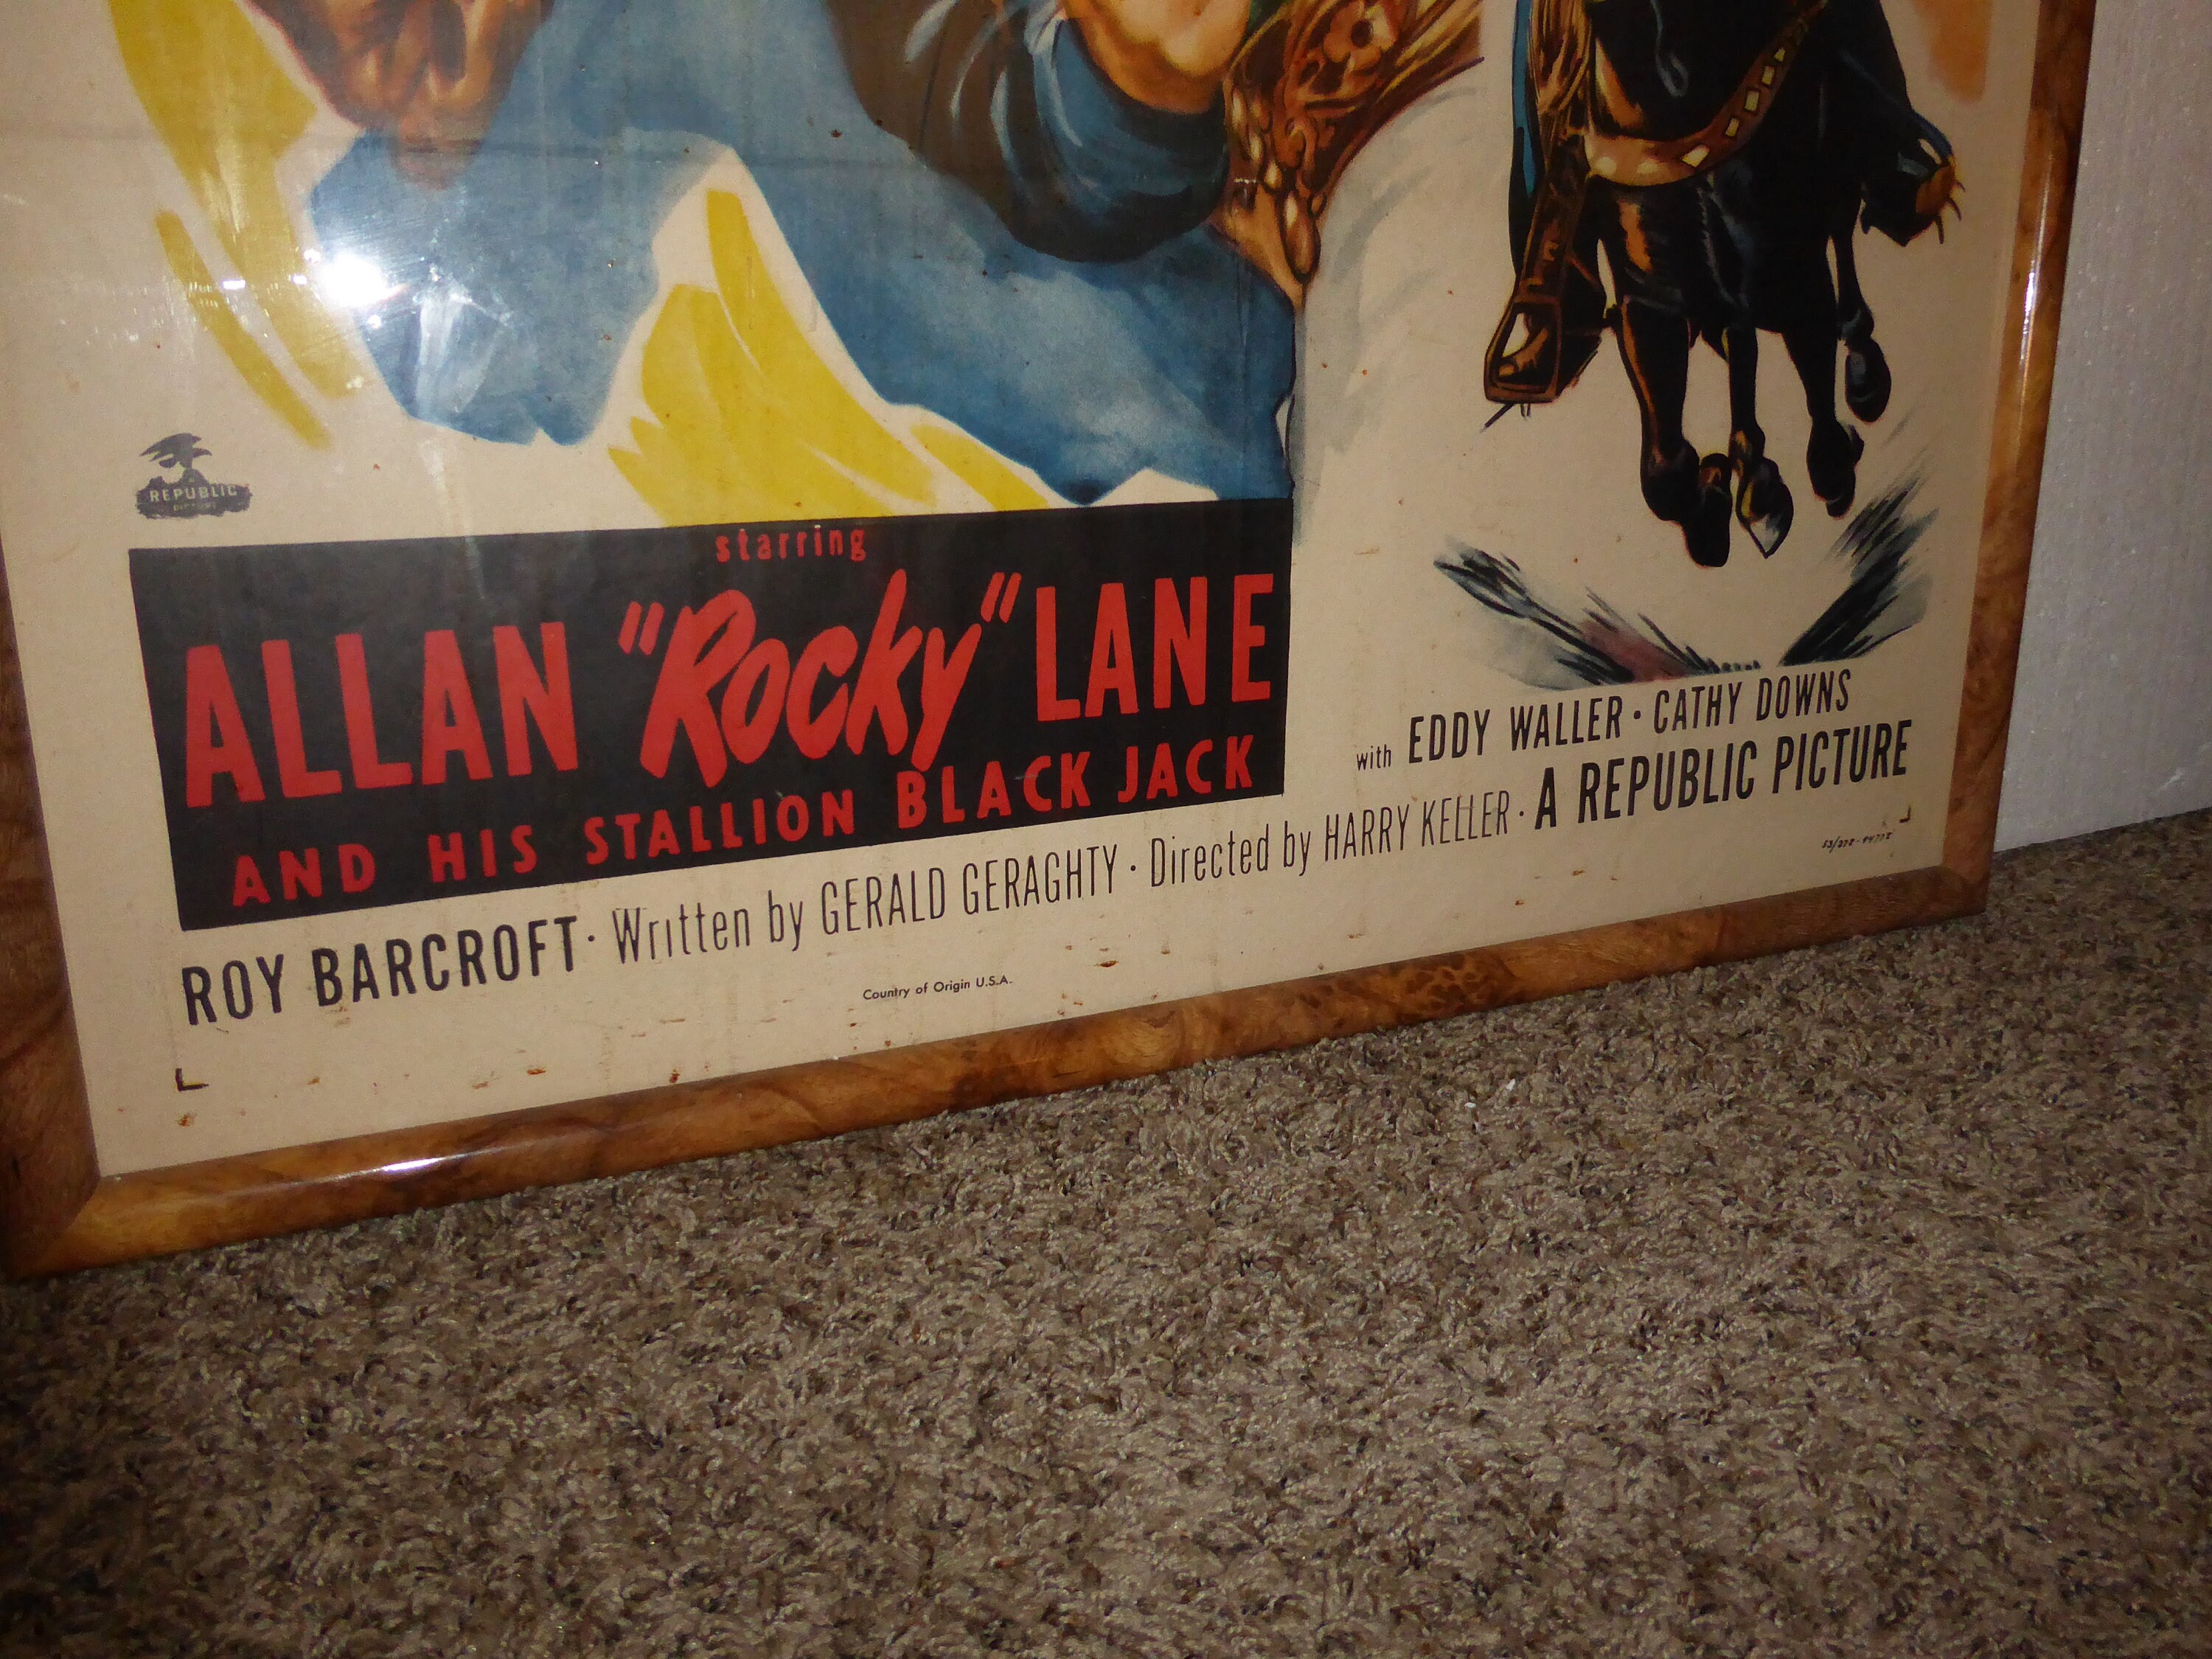 REPUBLIC
PICTURE
starring
ALLAN "Rocky" LANE
AND HIS STALLION BLACK JACK
with EDDY WALLER · CATHY DOWNS
ROY BARCROFT · Written by GERALD GERAGHTY · Directed by HARRY KELLER · A REPUBLIC PICTURE
Country of Origin U.S.A.